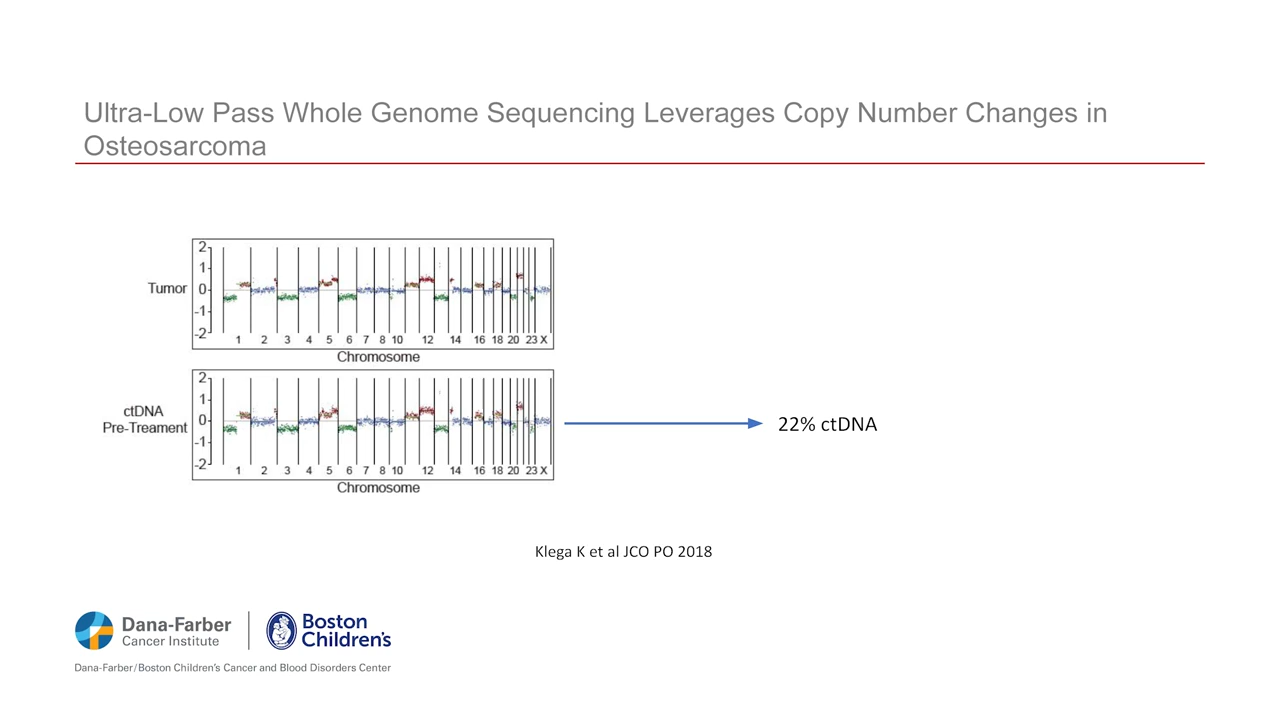 Ultra-Low Pass Whole Genome Sequencing Leverages Copy Number Changes in
Osteosarcoma
Tumor
2
1
0
-1
-2
1 2 3 4 5 6 7 8 10 12 14 16 18 20 23 X
Chromosome
ctDNA
Pre-Treament
2
1
0
-1
-2
1 2 3 4 5 6 7 8 10 12 14 16 18 20 23 X
Chromosome
22% ctDNA
Klega K et al JCO PO 2018
Dana-Farber
Cancer Institute
Boston
Children's
Dana-Farber/Boston Children's Cancer and Blood Disorders Center